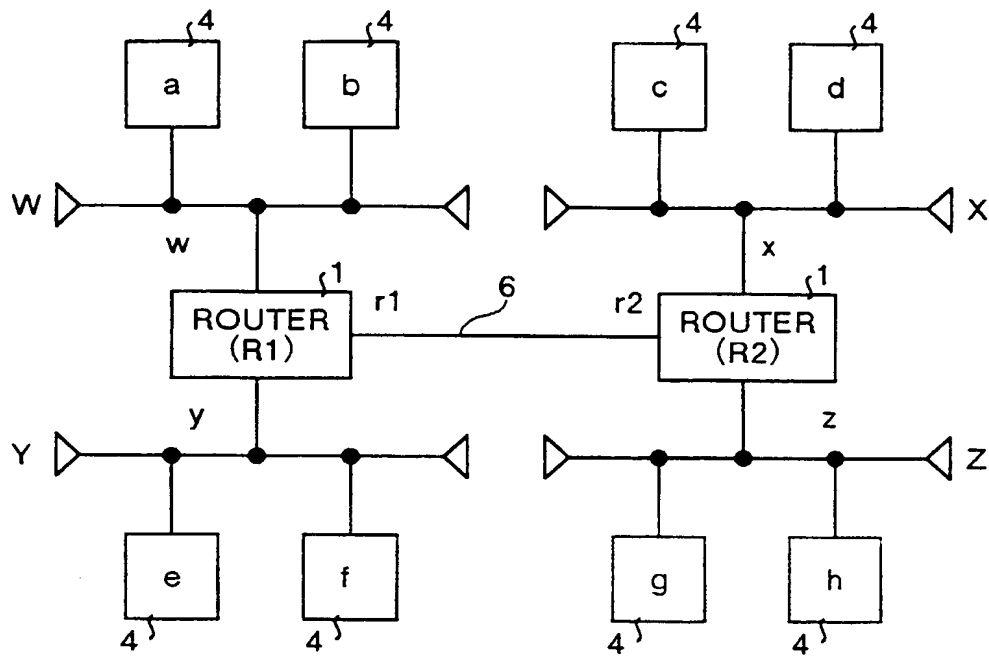 4 4 4 4
a b c d
W X
w x
1 1
r1 6 r2
ROUTER
(R1)
ROUTER
(R2)
y z
Y Z
e f g h
4 4 4 4